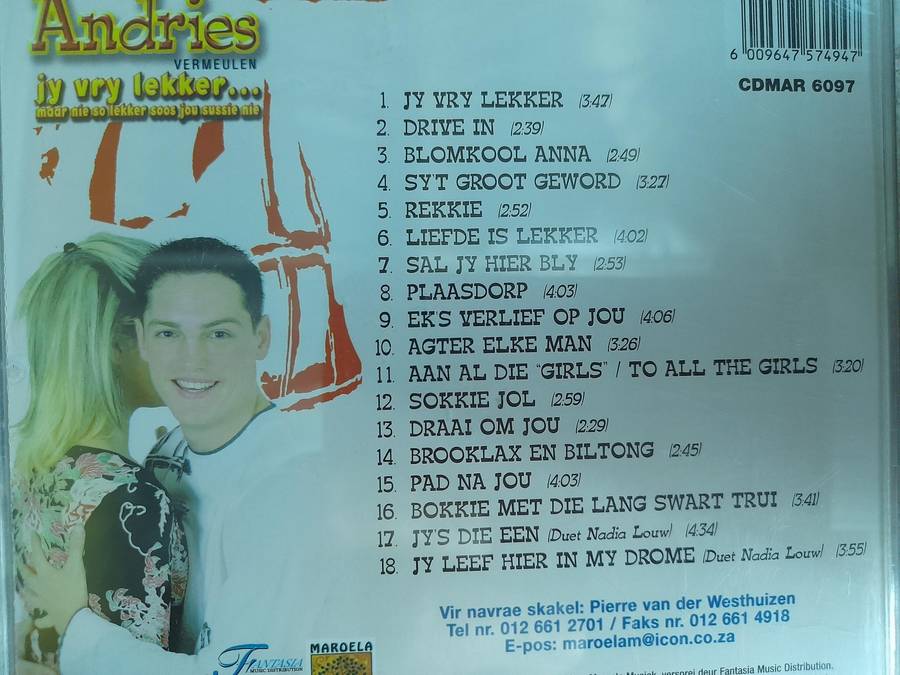 Andries
VERMEULEN
jy vry lekker...
maar nie so lekker soos jou sussie nie
6 009647 574947
CDMAR 6097
1. JY VRY LEKKER (3:47)
2. DRIVE IN (2:39)
3. BLOMKOOL ANNA (2:49)
4. SY'T GROOT GEWORD (3:27)
5. REKKIE (2:52)
6. LIEFDE IS LEKKER (4:02)
7. SAL JY HIER BLY (2:53)
8. PLAASDORP (4:03)
9. EK'S VERLIEF OP JOU (4:06)
10. AGTER ELKE MAN (3:26)
11. AAN AL DIE "GIRLS" / TO ALL THE GIRLS (3:20)
12. SOKKIE JOL (2:59)
13. DRAAI OM JOU (2:29)
14. BROOKLAX EN BILTONG (2:45)
15. PAD NA JOU (4:03)
16. BOKKIE MET DIE LANG SWART TRUI (3:41)
17. JY'S DIE EEN (Duet Nadia Louw) (4:34)
18. JY LEEF HIER IN MY DROME (Duet Nadia Louw) (3:55)
Vir navrae skakel: Pierre van der Westhuizen
Tel nr. 012 661 2701 / Faks nr. 012 661 4918
E-pos: maroelam@icon.co.za
FANTASIA
MUSIC DISTRIBUTION
MAROELA
versprei deur Fantasia Music Distribution.